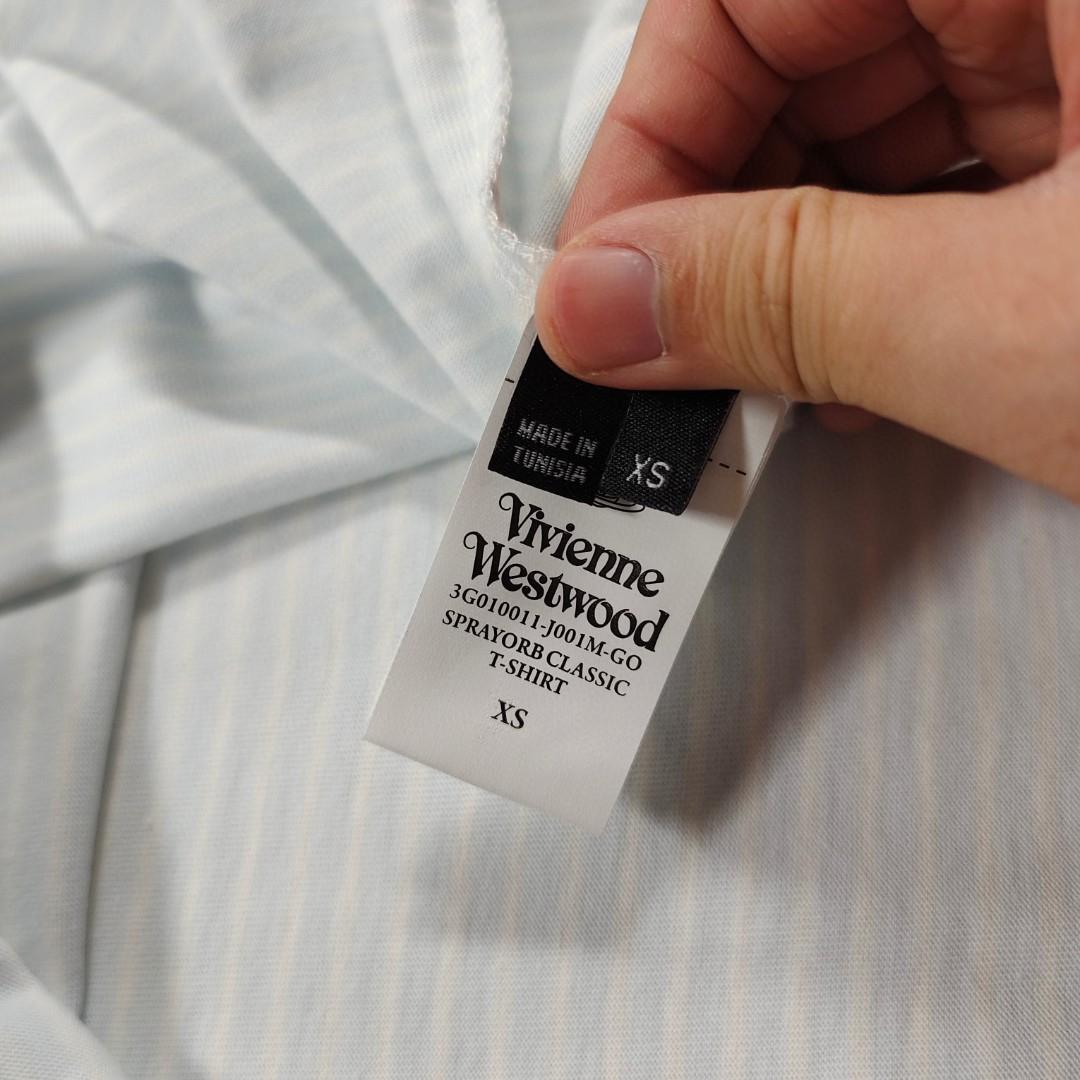 MADE IN
TUNISIA
XS
Vivienne
Westwood
3G010011-J001M-GO
SPRAYORB CLASSIC
T-SHIRT
XS